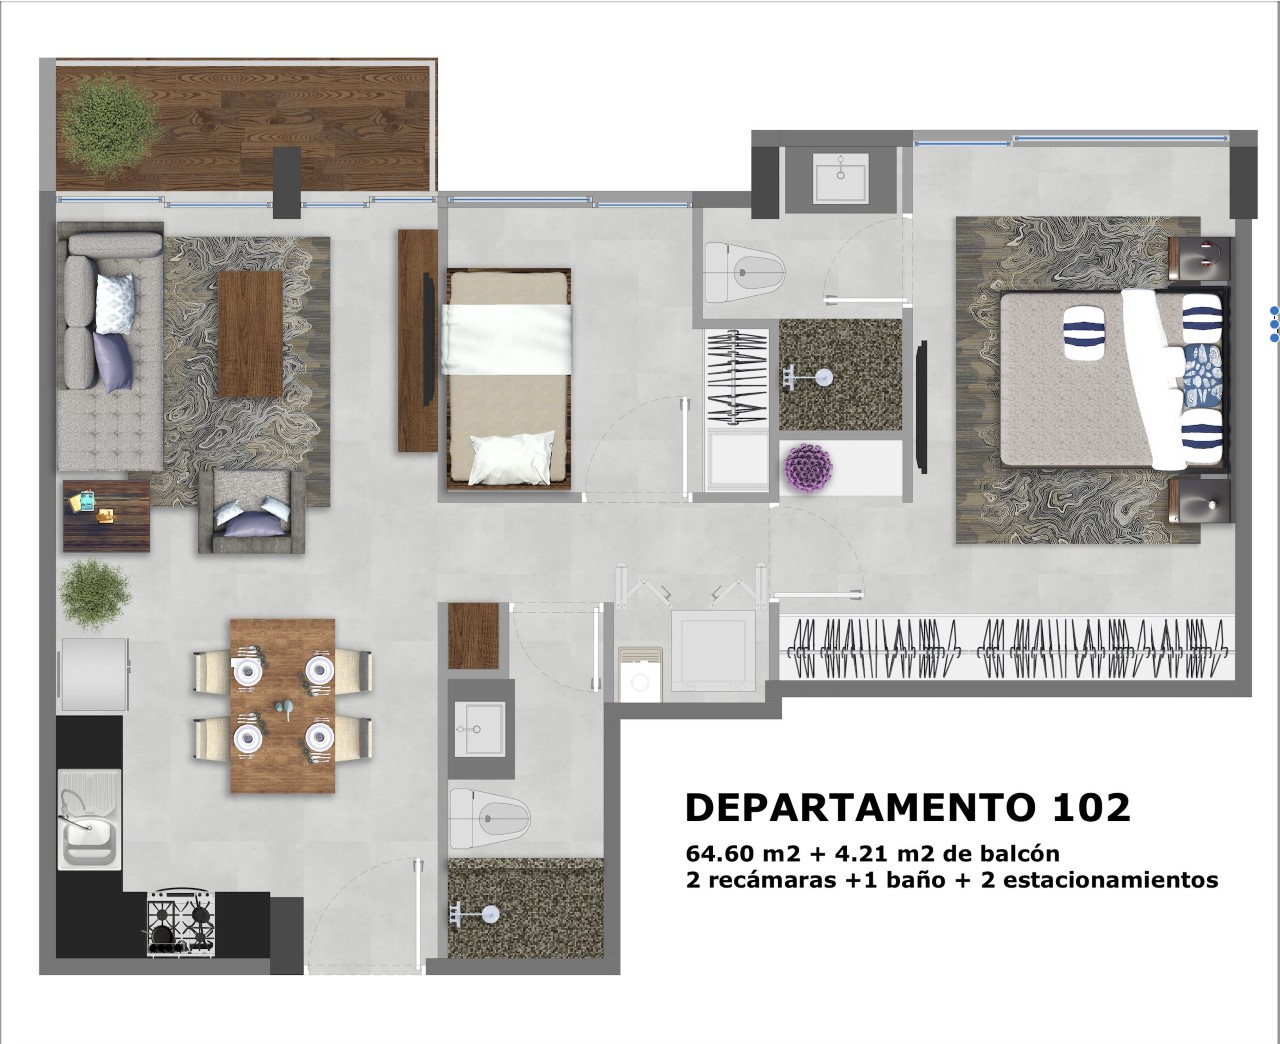 DEPARTAMENTO 102
64.60 m2 + 4.21 m2 de balcón
2 recámaras +1 baño + 2 estacionamientos